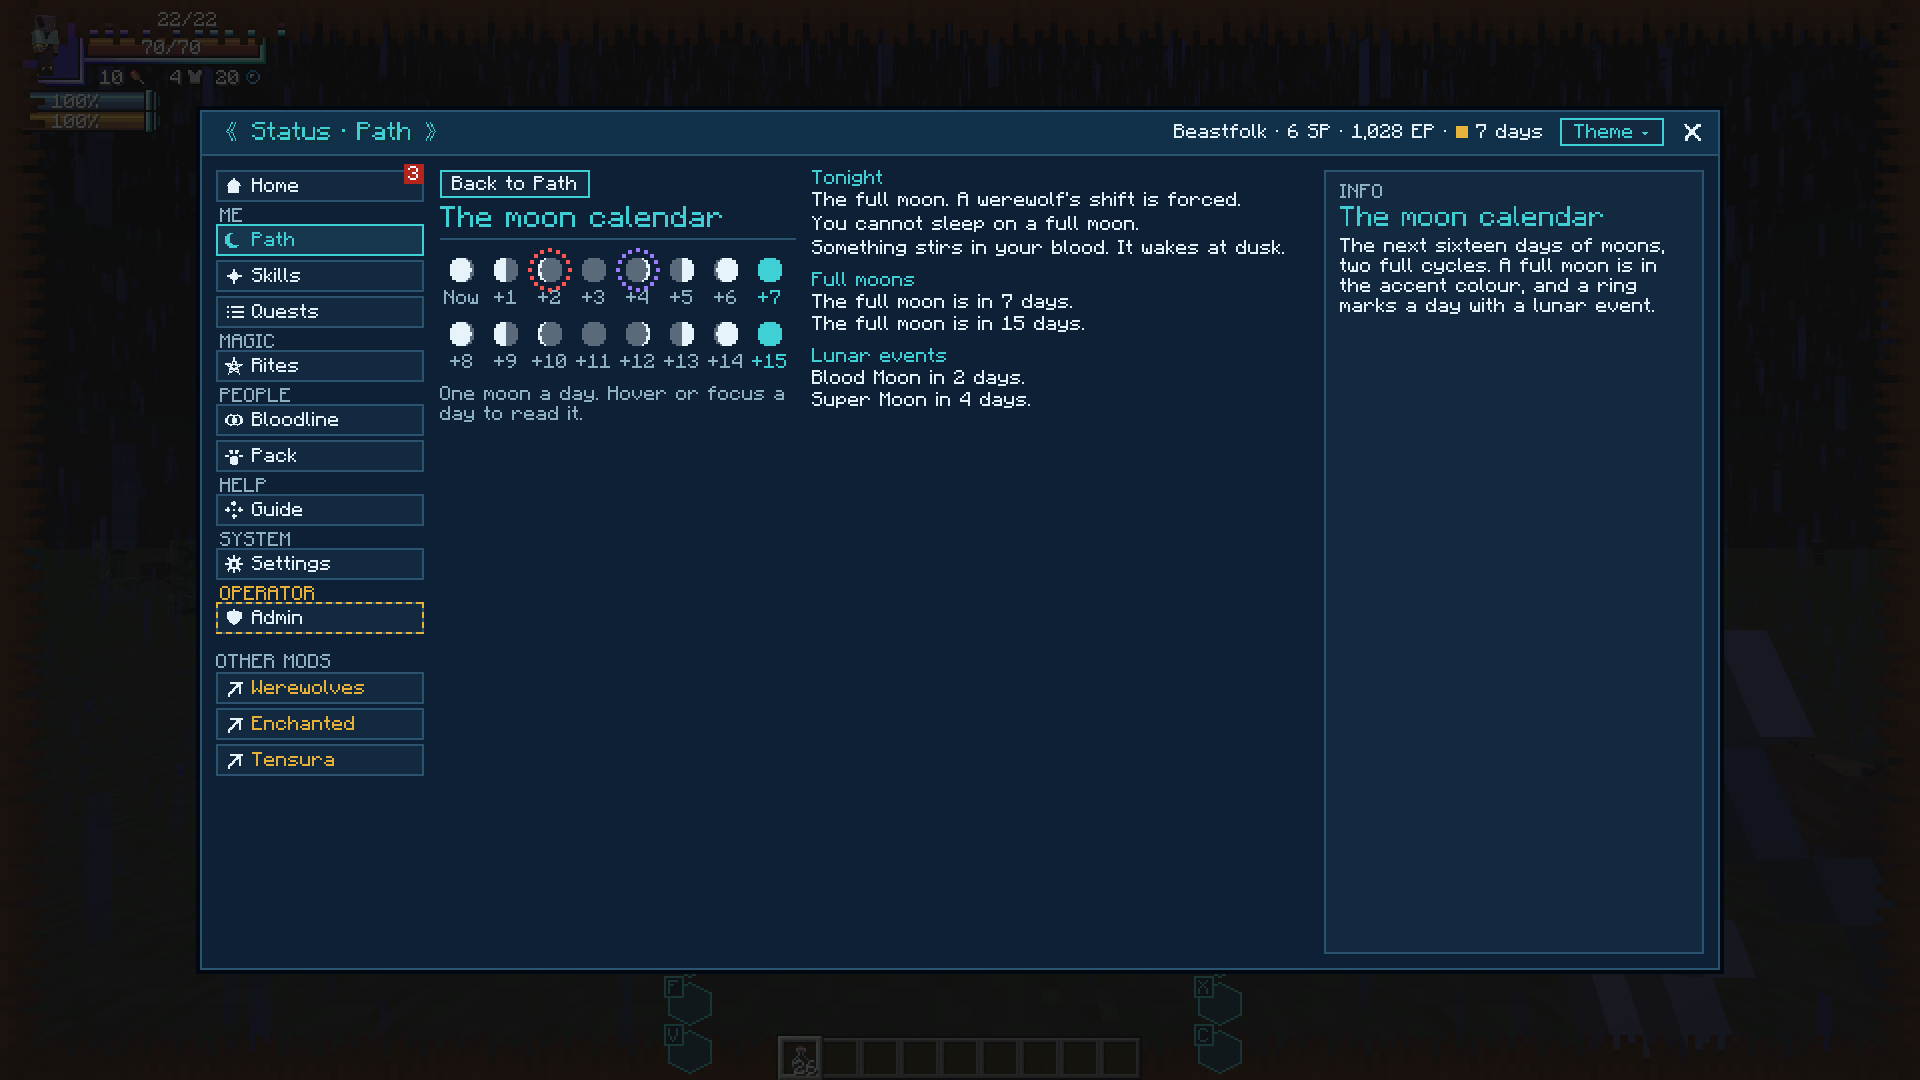 22/22
70/70
10 4 20
100%
100%
《 Status · Path 》
Beastfolk · 6 SP · 1,028 EP · 7 days
Theme
Home
3
ME
Path
Skills
Quests
MAGIC
Rites
PEOPLE
Bloodline
Pack
HELP
Guide
SYSTEM
Settings
OPERATOR
Admin
OTHER MODS
Werewolves
Enchanted
Tensura
Back to Path
The moon calendar
Now +1 +2 +3 +4 +5 +6 +7
+8 +9 +10 +11 +12 +13 +14 +15
One moon a day. Hover or focus a
day to read it.
Tonight
The full moon. A werewolf's shift is forced.
You cannot sleep on a full moon.
Something stirs in your blood. It wakes at dusk.
Full moons
The full moon is in 7 days.
The full moon is in 15 days.
Lunar events
Blood Moon in 2 days.
Super Moon in 4 days.
INFO
The moon calendar
The next sixteen days of moons,
two full cycles. A full moon is in
the accent colour, and a ring
marks a day with a lunar event.
F
X
V
C
26